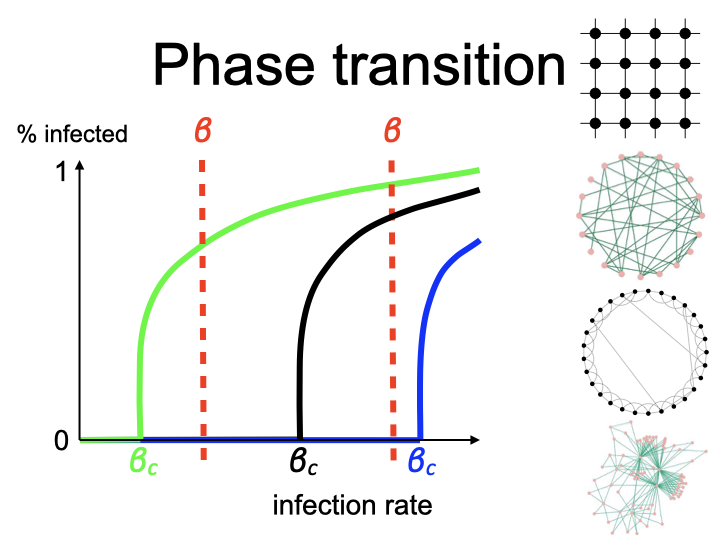 Phase transition
% infected
β
β
1
0
βc
βc
βc
infection rate